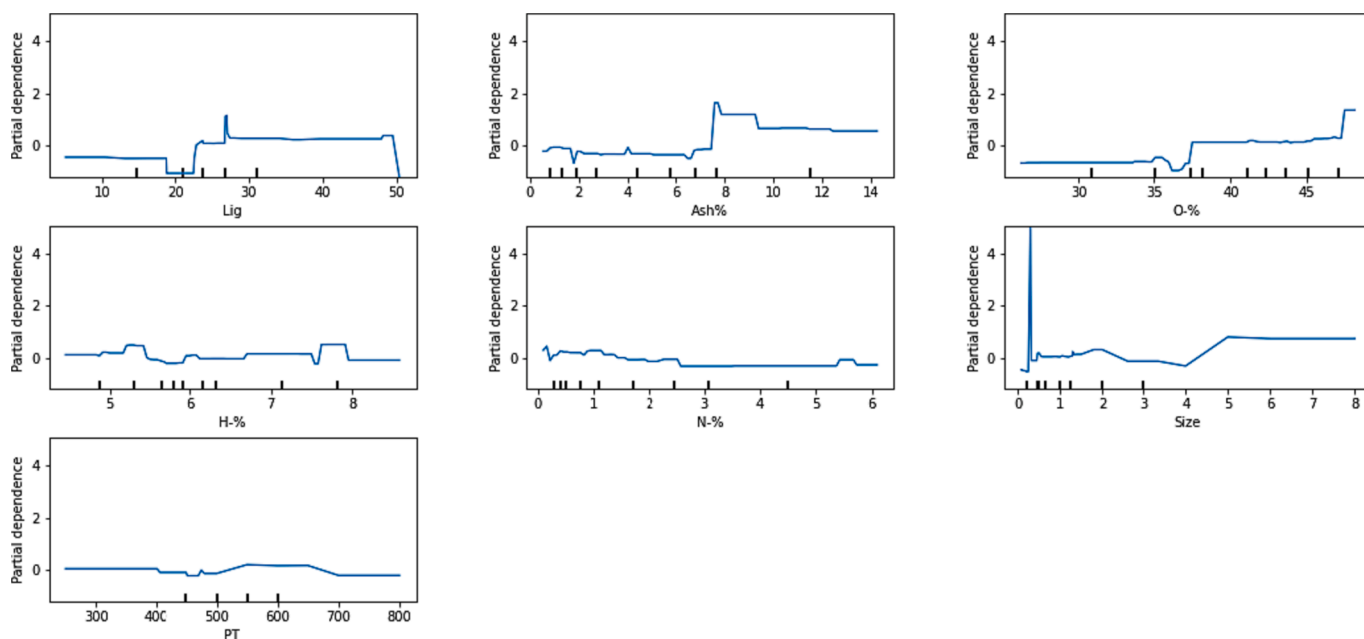 Partial dependence
4
2
0
10 20 30 40 50
Lig
Partial dependence
4
2
0
0 2 4 6 8 10 12 14
Ash%
Partial dependence
4
2
0
30 35 40 45
O-%
Partial dependence
4
2
0
5 6 7 8
H-%
Partial dependence
4
2
0
0 1 2 3 4 5 6
N-%
Partial dependence
4
2
0
0 1 2 3 4 5 6 7 8
Size
Partial dependence
4
2
0
300 400 500 600 700 800
PT